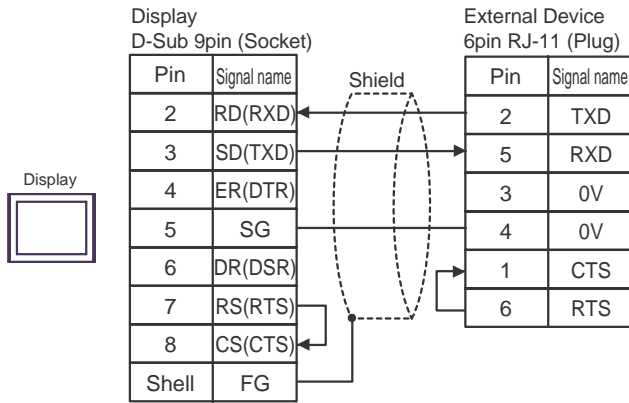 Display
D-Sub 9pin (Socket)
External Device
6pin RJ-11 (Plug)
Pin Signal name
Shield
Pin Signal name
2 RD(RXD)
2 TXD
3 SD(TXD)
5 RXD
Display
4 ER(DTR)
3 0V
5 SG
4 0V
6 DR(DSR)
1 CTS
7 RS(RTS)
6 RTS
8 CS(CTS)
Shell FG